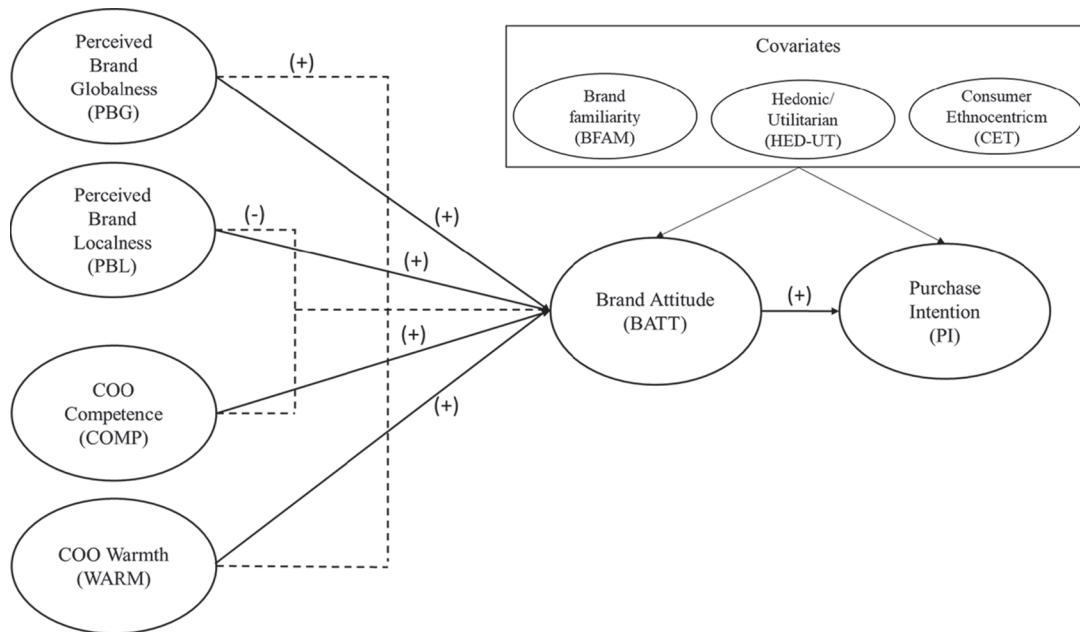 Perceived
Brand
Globalness
(PBG)
(+)
Covariates
Brand
familiarity
(BFAM)
Hedonic/
Utilitarian
(HED-UT)
Consumer
Ethnocentricm
(CET)
Perceived
Brand
Localness
(PBL)
(-)
(+)
(+)
Brand Attitude
(BATT)
(+)
Purchase
Intention
(PI)
COO
Competence
(COMP)
(+)
(+)
COO Warmth
(WARM)